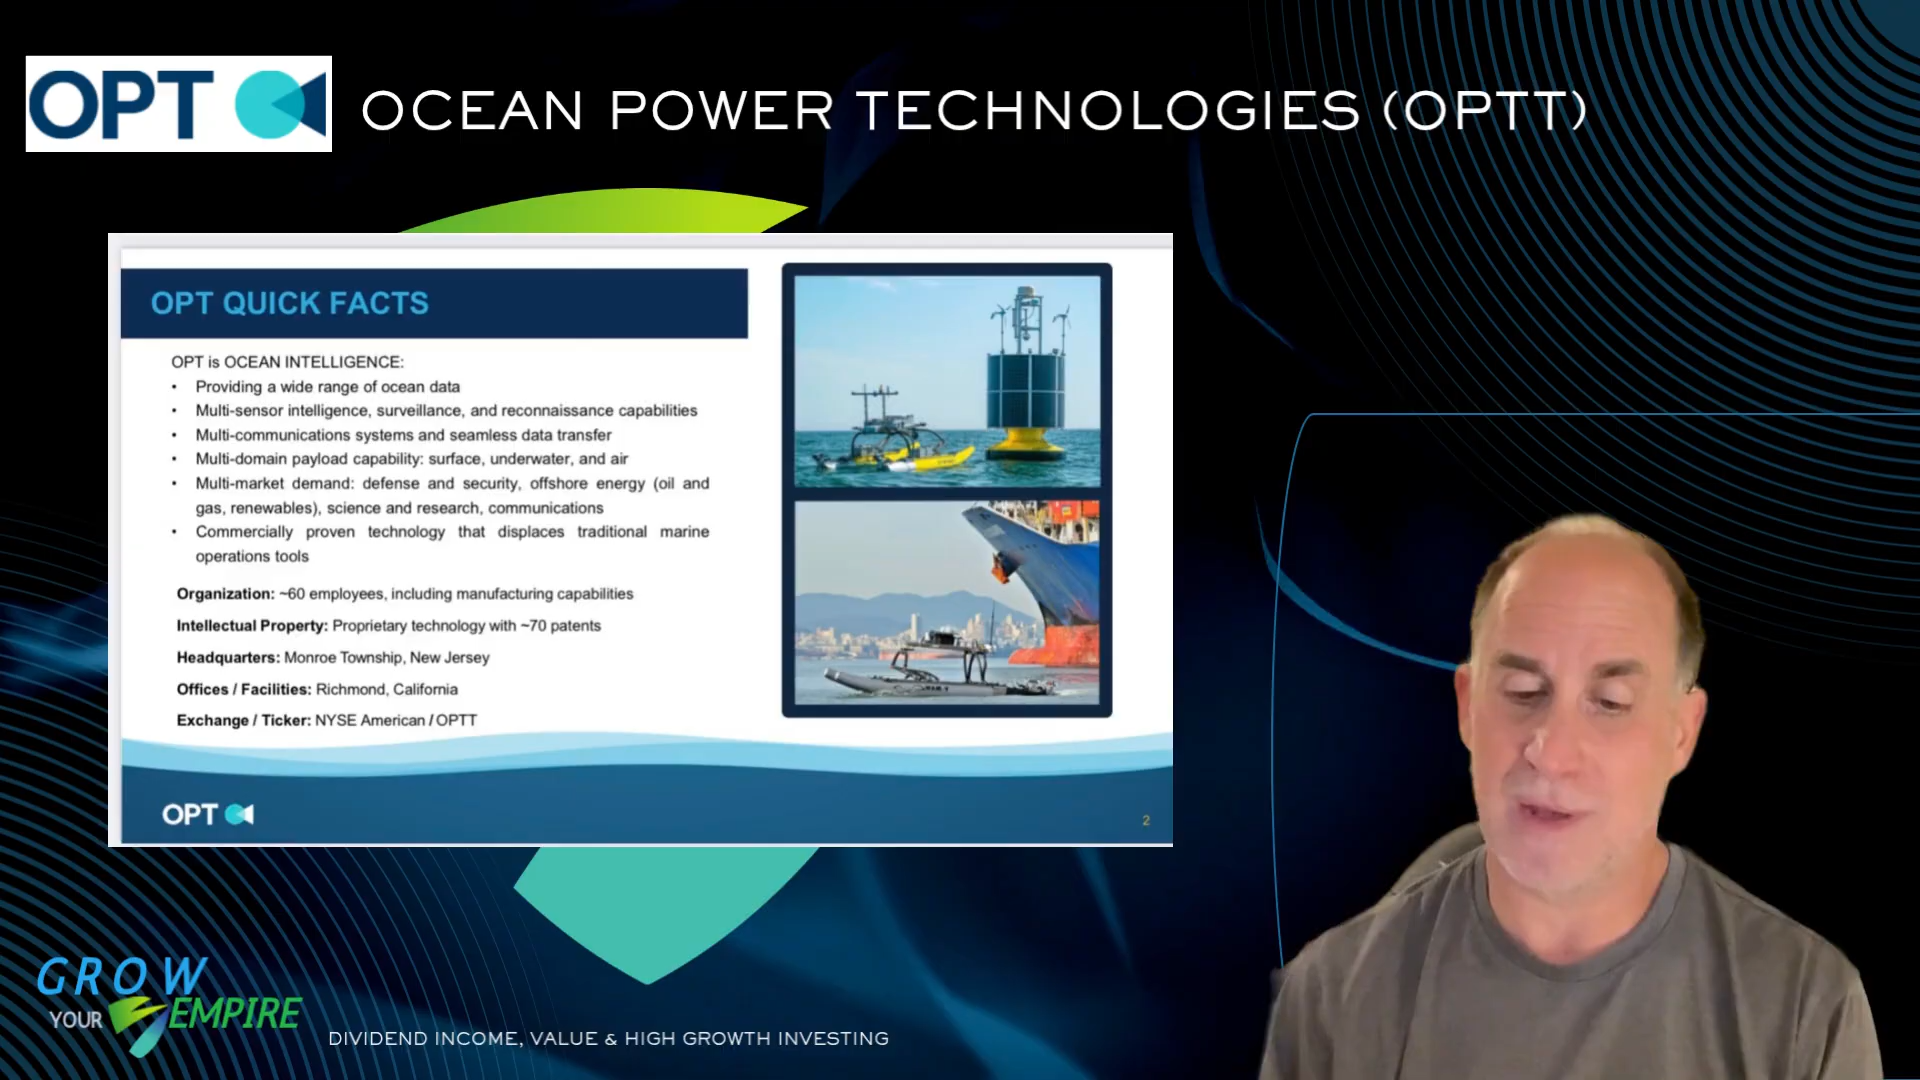 OPT
OCEAN POWER TECHNOLOGIES (OPTT)
OPT QUICK FACTS
OPT is OCEAN INTELLIGENCE:
• Providing a wide range of ocean data
• Multi-sensor intelligence, surveillance, and reconnaissance capabilities
• Multi-communications systems and seamless data transfer
• Multi-domain payload capability: surface, underwater, and air
• Multi-market demand: defense and security, offshore energy (oil and
gas, renewables), science and research, communications
• Commercially proven technology that displaces traditional marine
operations tools
Organization: ~60 employees, including manufacturing capabilities
Intellectual Property: Proprietary technology with ~70 patents
Headquarters: Monroe Township, New Jersey
Offices / Facilities: Richmond, California
Exchange / Ticker: NYSE American / OPTT
OPT
2
GROW
YOUR EMPIRE
DIVIDEND INCOME, VALUE & HIGH GROWTH INVESTING